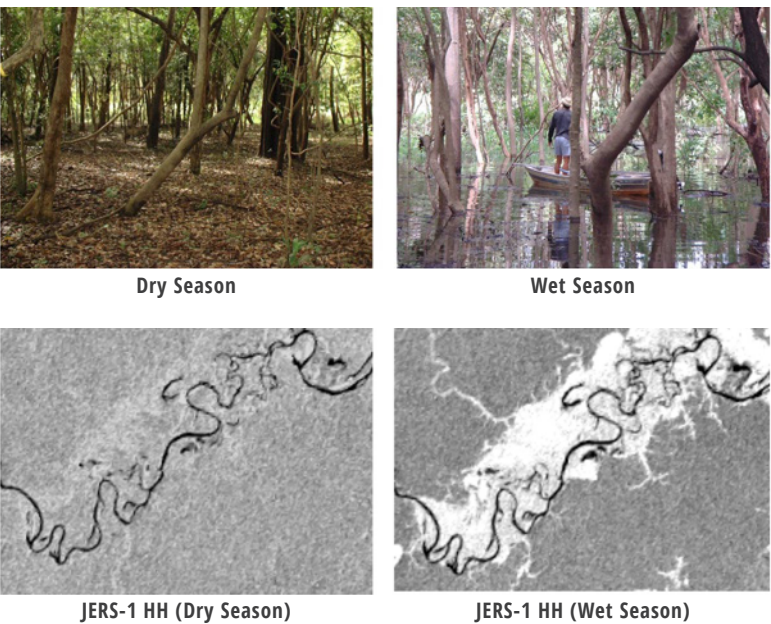 Dry Season
Wet Season
JERS-1 HH (Dry Season)
JERS-1 HH (Wet Season)